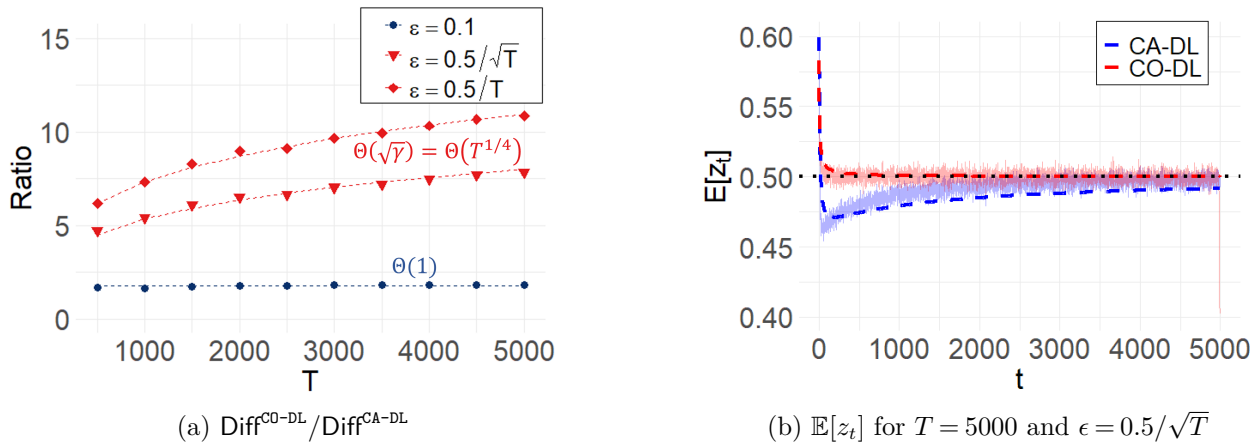 15
10
5
0
Ratio
ε = 0.1
ε = 0.5/√T
ε = 0.5/T
Θ(√γ) = Θ(T^{1/4})
Θ(1)
1000 2000 3000 4000 5000
T
(a) Diff^{CO-DL}/Diff^{CA-DL}
0.60
0.55
0.50
0.45
0.40
E[z_t]
CA-DL
CO-DL
0 1000 2000 3000 4000 5000
t
(b) 𝔼[z_t] for T = 5000 and ϵ = 0.5/√T